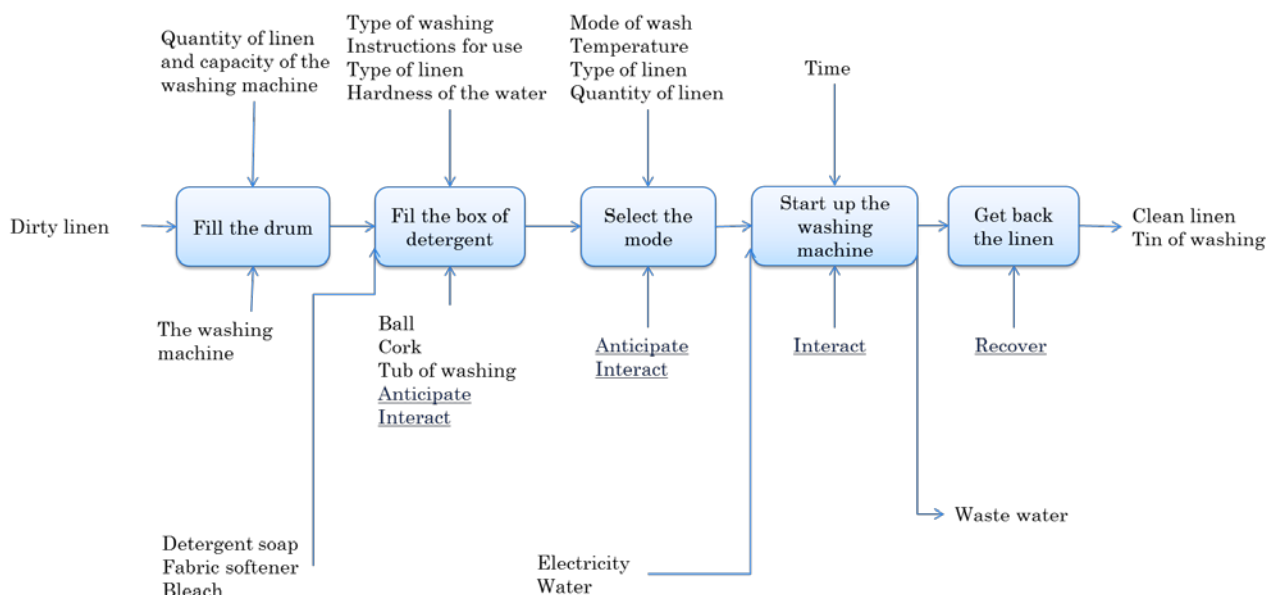 Quantity of linen
and capacity of the
washing machine
Type of washing
Instructions for use
Type of linen
Hardness of the water
Mode of wash
Temperature
Type of linen
Quantity of linen
Time
Dirty linen
Fill the drum
Fil the box of
detergent
Select the
mode
Start up the
washing
machine
Get back
the linen
Clean linen
Tin of washing
The washing
machine
Ball
Cork
Tub of washing
Anticipate
Interact
Anticipate
Interact
Interact
Recover
Waste water
Detergent soap
Fabric softener
Bleach
Electricity
Water